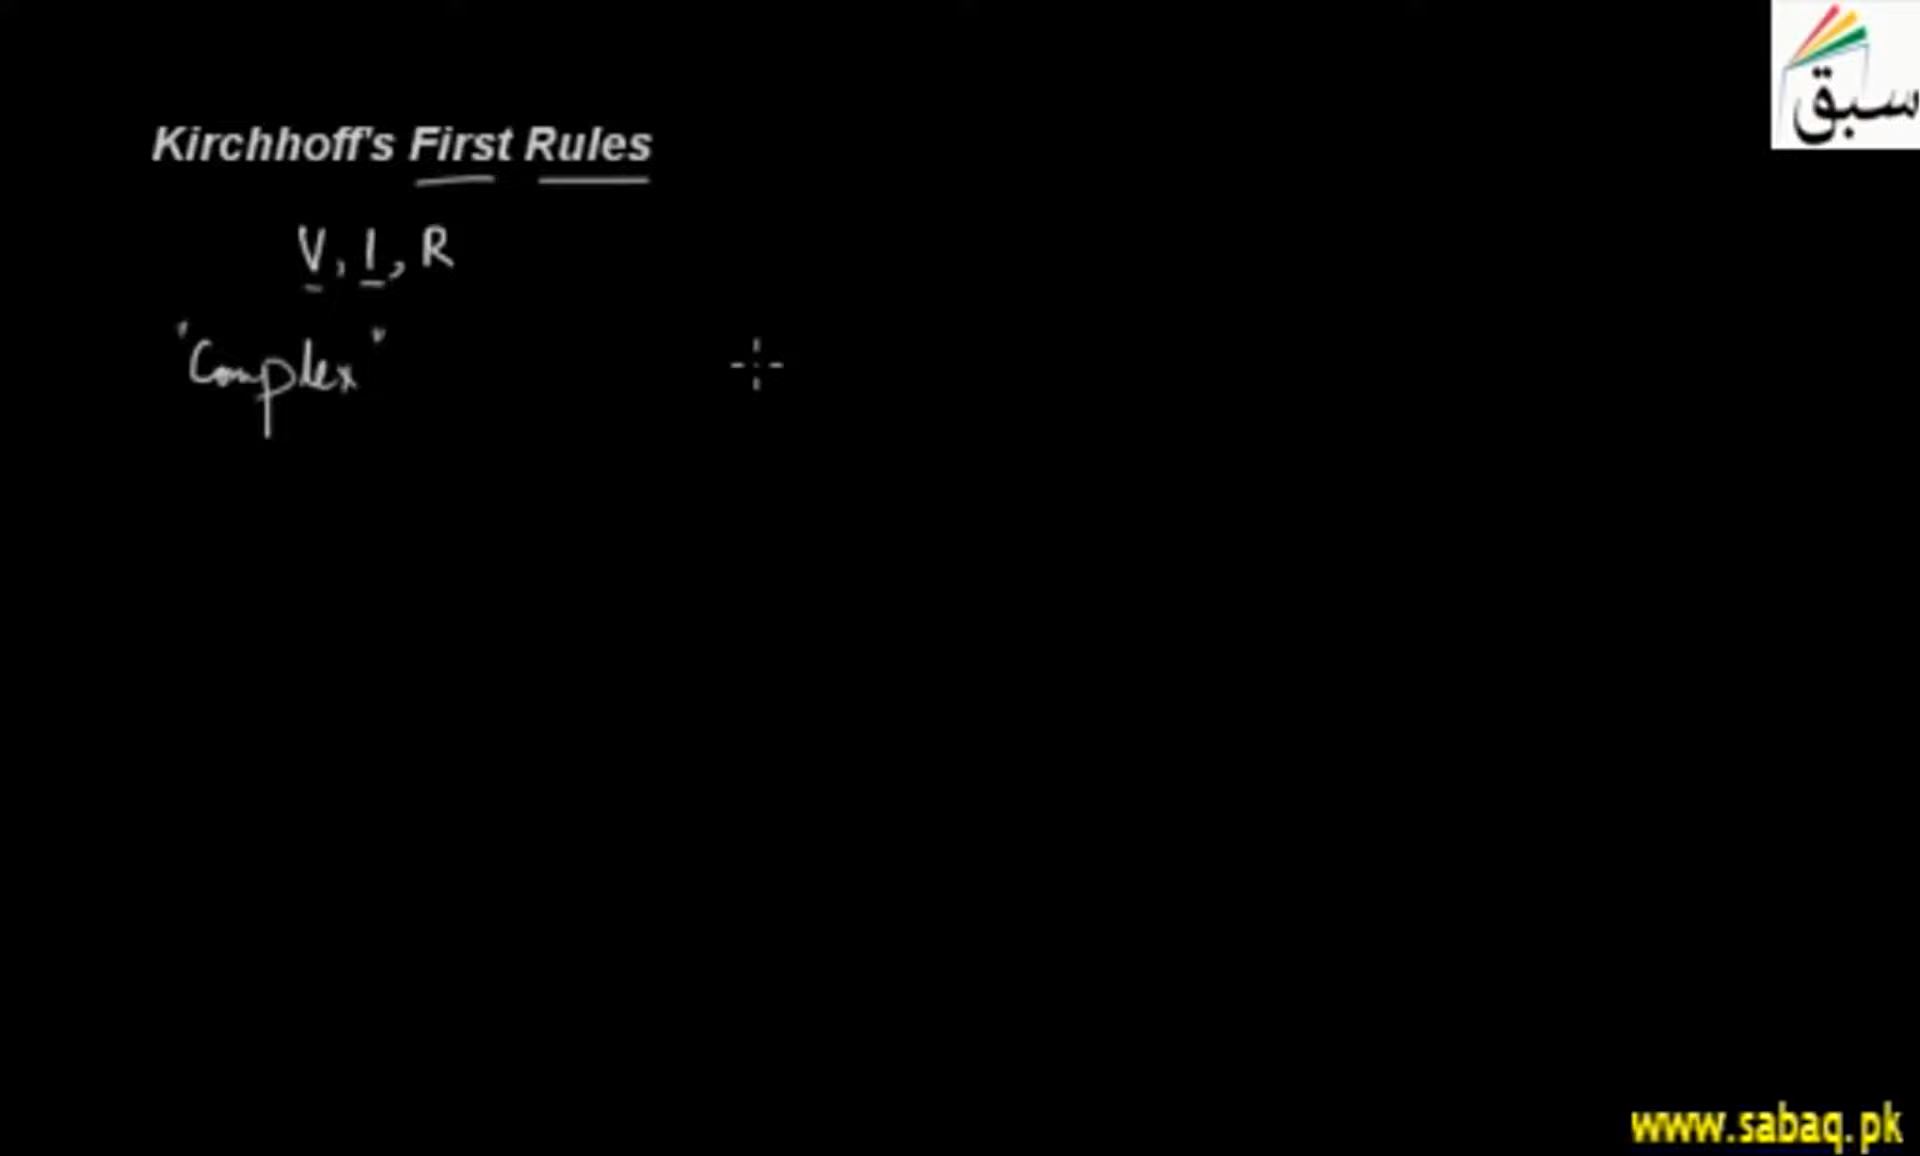 سبق
Kirchhoff's First Rules
V, I, R
"Complex"
www.sabaq.pk